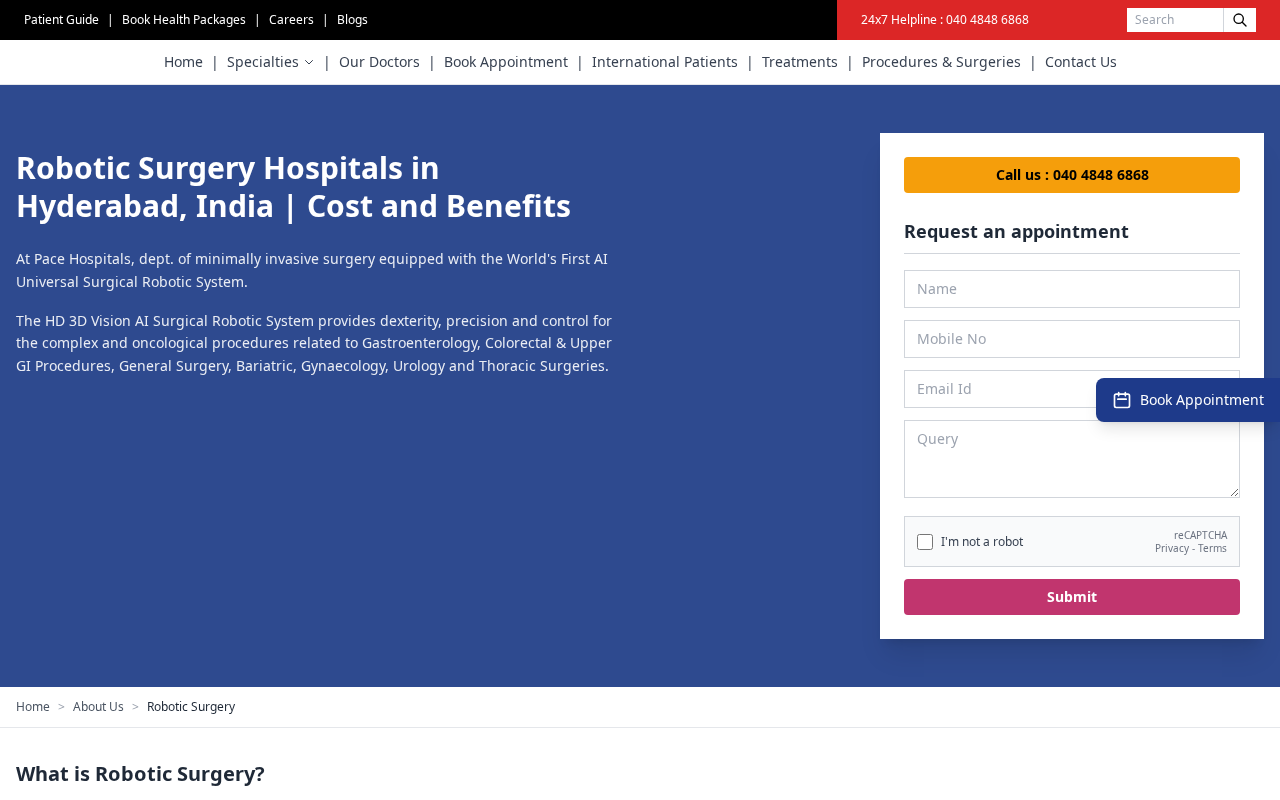 Patient Guide | Book Health Packages | Careers | Blogs
24x7 Helpline : 040 4848 6868
Search
Home | Specialties | Our Doctors | Book Appointment | International Patients | Treatments | Procedures & Surgeries | Contact Us
Robotic Surgery Hospitals in
Hyderabad, India | Cost and Benefits
At Pace Hospitals, dept. of minimally invasive surgery equipped with the World's First AI
Universal Surgical Robotic System.
The HD 3D Vision AI Surgical Robotic System provides dexterity, precision and control for
the complex and oncological procedures related to Gastroenterology, Colorectal & Upper
GI Procedures, General Surgery, Bariatric, Gynaecology, Urology and Thoracic Surgeries.
Call us : 040 4848 6868
Request an appointment
Name
Mobile No
Email Id
Book Appointment
Query
I'm not a robot
reCAPTCHA
Privacy - Terms
Submit
Home > About Us > Robotic Surgery
What is Robotic Surgery?